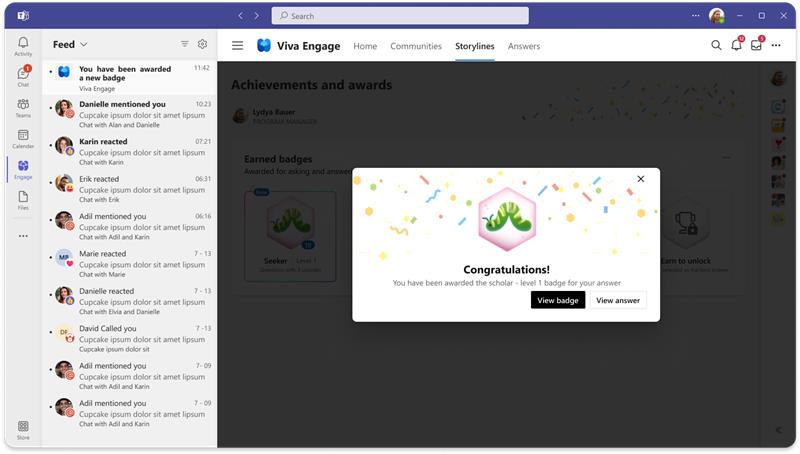 Search
Activity
Chat
1
Teams
Calendar
Engage
Files
Store
Feed
You have been awarded a new badge
11:42
Viva Engage
Danielle mentioned you
10:23
Cupcake ipsum dolor sit amet lipsum
Chat with Alan and Danielle
Karin reacted
07:21
Cupcake ipsum dolor sit amet lipsum
Chat with Karin
Erik reacted
06:31
Cupcake ipsum dolor sit amet lipsum
Chat with Erik
Adil mentioned you
06:16
Cupcake ipsum dolor sit amet lipsum
Chat with Adil and Karin
Marie reacted
7 - 13
Cupcake ipsum dolor sit amet lipsum
Chat with Marie
Danielle reacted
7 - 13
Cupcake ipsum dolor sit amet lipsum
Chat with Elvia and Danielle
David Called you
7 -13
Cupcake ipsum dolor sit
Adil mentioned you
7- 09
Cupcake ipsum dolor sit amet lipsum
Chat with Adil and Karin
Adil mentioned you
7 - 09
Cupcake ipsum dolor sit amet lipsum
Chat with Adil and Karin
Viva Engage
Home
Communities
Storylines
Answers
Achievements and awards
Lydya Bauer
PROGRAM MANAGER
Earned badges
Awarded for asking and answe
New
10
Seeker
Level 1
Earn to unlock
Congratulations!
You have been awarded the scholar - level 1 badge for your answer
View badge
View answer